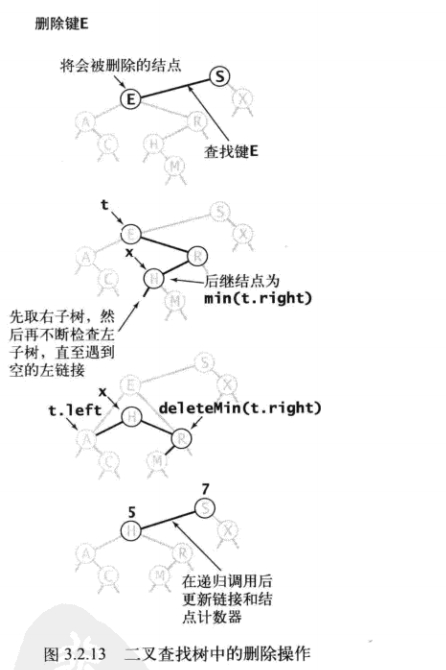 删除键E
将会被删除的结点
S
E
X
A
R
查找键E
C
H
M
t
S
E
X
x
A
R
H
后继结点为
min(t.right)
C
M
先取右子树，然
后再不断检查左
子树，直至遇到
空的左链接
S
E
X
x
t.left
H
deleteMin(t.right)
A
R
C
M
7
5
S
H
X
A
R
C
M
在递归调用后
更新链接和结
点计数器
图 3.2.13 二叉查找树中的删除操作